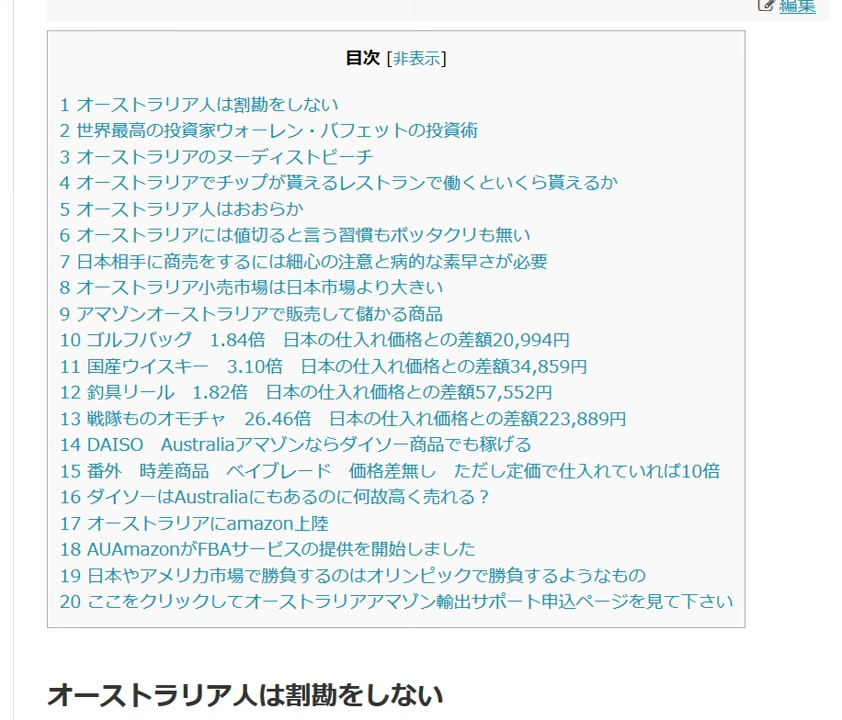 編集
目次 [非表示]
1 オーストラリア人は割勘をしない
2 世界最高の投資家ウォーレン・バフェットの投資術
3 オーストラリアのヌーディストビーチ
4 オーストラリアでチップが貰えるレストランで働くといくら貰えるか
5 オーストラリア人はおおらか
6 オーストラリアには値切ると言う習慣もボッタクリも無い
7 日本相手に商売をするには細心の注意と病的な素早さが必要
8 オーストラリア小売市場は日本市場より大きい
9 アマゾンオーストラリアで販売して儲かる商品
10 ゴルフバッグ　1.84倍　日本の仕入れ価格との差額20,994円
11 国産ウイスキー　3.10倍　日本の仕入れ価格との差額34,859円
12 釣具リール　1.82倍　日本の仕入れ価格との差額57,552円
13 戦隊ものオモチャ　26.46倍　日本の仕入れ価格との差額223,889円
14 DAISO　Australiaアマゾンならダイソー商品でも稼げる
15 番外　時差商品　ベイブレード　価格差無し　ただし定価で仕入れていれば10倍
16 ダイソーはAustraliaにもあるのに何故高く売れる？
17 オーストラリアにamazon上陸
18 AUAmazonがFBAサービスの提供を開始しました
19 日本やアメリカ市場で勝負するのはオリンピックで勝負するようなもの
20 ここをクリックしてオーストラリアアマゾン輸出サポート申込ページを見て下さい
オーストラリア人は割勘をしない